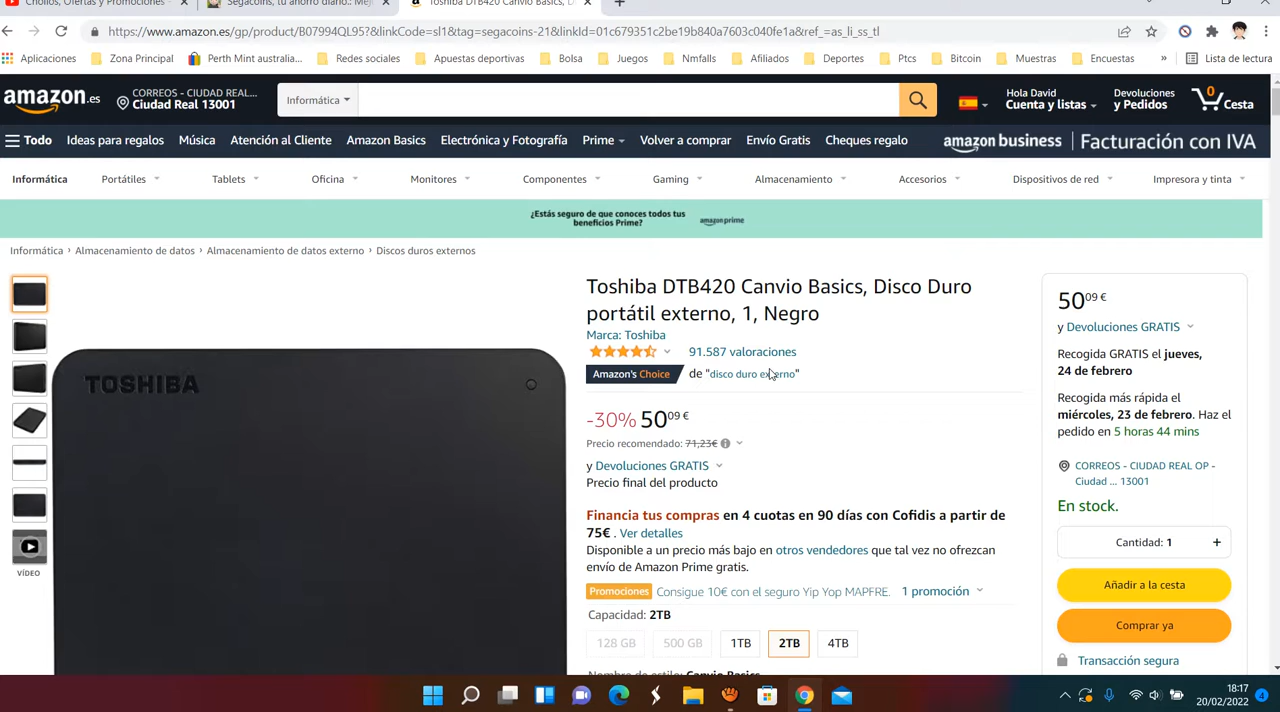 Chollos, Ofertas y Promociones -
Segacoins, tu ahorro diario.: Mej
Toshiba DTB420 Canvio Basics, D
https://www.amazon.es/gp/product/B07994QL95?&linkCode=sl1&tag=segacoins-21&linkId=01c679351c2be19b840a7603c040fe1a&ref_=as_li_ss_tl
Aplicaciones
Zona Principal
Perth Mint australia...
Redes sociales
Apuestas deportivas
Bolsa
Juegos
Nmfalls
Afiliados
Deportes
Ptcs
Bitcoin
Muestras
Encuestas
»
Lista de lectura
amazon.es
CORREOS - CIUDAD REAL...
Ciudad Real 13001
Informática
Hola David
Cuenta y listas
Devoluciones
y Pedidos
0
Cesta
Todo
Ideas para regalos
Música
Atención al Cliente
Amazon Basics
Electrónica y Fotografía
Prime
Volver a comprar
Envío Gratis
Cheques regalo
amazon business | Facturación con IVA
Informática
Portátiles
Tablets
Oficina
Monitores
Componentes
Gaming
Almacenamiento
Accesorios
Dispositivos de red
Impresora y tinta
¿Estás seguro de que conoces todos tus
beneficios Prime?
amazon prime
Informática › Almacenamiento de datos › Almacenamiento de datos externo › Discos duros externos
TOSHIBA
VÍDEO
Toshiba DTB420 Canvio Basics, Disco Duro
portátil externo, 1, Negro
Marca: Toshiba
91.587 valoraciones
Amazon's Choice de "disco duro externo"
-30% 50,09 €
Precio recomendado: 71,23€
y Devoluciones GRATIS
Precio final del producto
Financia tus compras en 4 cuotas en 90 días con Cofidis a partir de
75€ . Ver detalles
Disponible a un precio más bajo en otros vendedores que tal vez no ofrezcan
envío de Amazon Prime gratis.
Promociones Consigue 10€ con el seguro Yip Yop MAPFRE. 1 promoción
Capacidad: 2TB
128 GB
500 GB
1TB
2TB
4TB
50,09 €
y Devoluciones GRATIS
Recogida GRATIS el jueves,
24 de febrero
Recogida más rápida el
miércoles, 23 de febrero. Haz el
pedido en 5 horas 44 mins
CORREOS - CIUDAD REAL OP -
Ciudad ... 13001
En stock.
Cantidad: 1 +
Añadir a la cesta
Comprar ya
Transacción segura
18:17
20/02/2022
4